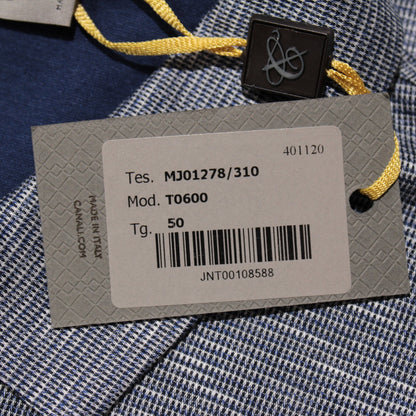 401120
Tes. MJ01278/310
Mod. T0600
Tg. 50
JNT00108588
MADE IN ITALY
CANALI.COM